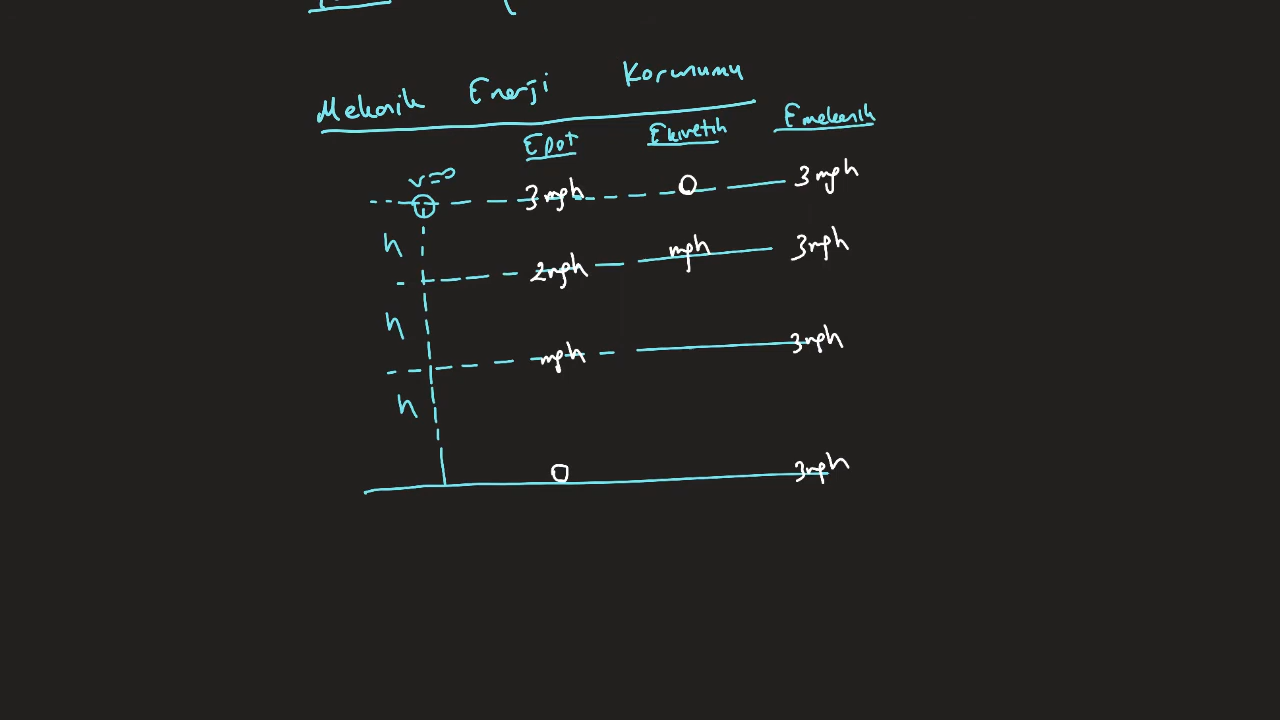 Mekanik Enerji Korunumu
Epot Ekinetik Emekanik
v=0
3mgh 0 3mgh
h
2mgh mgh 3mgh
h
mgh 3mgh
h
0 3mgh